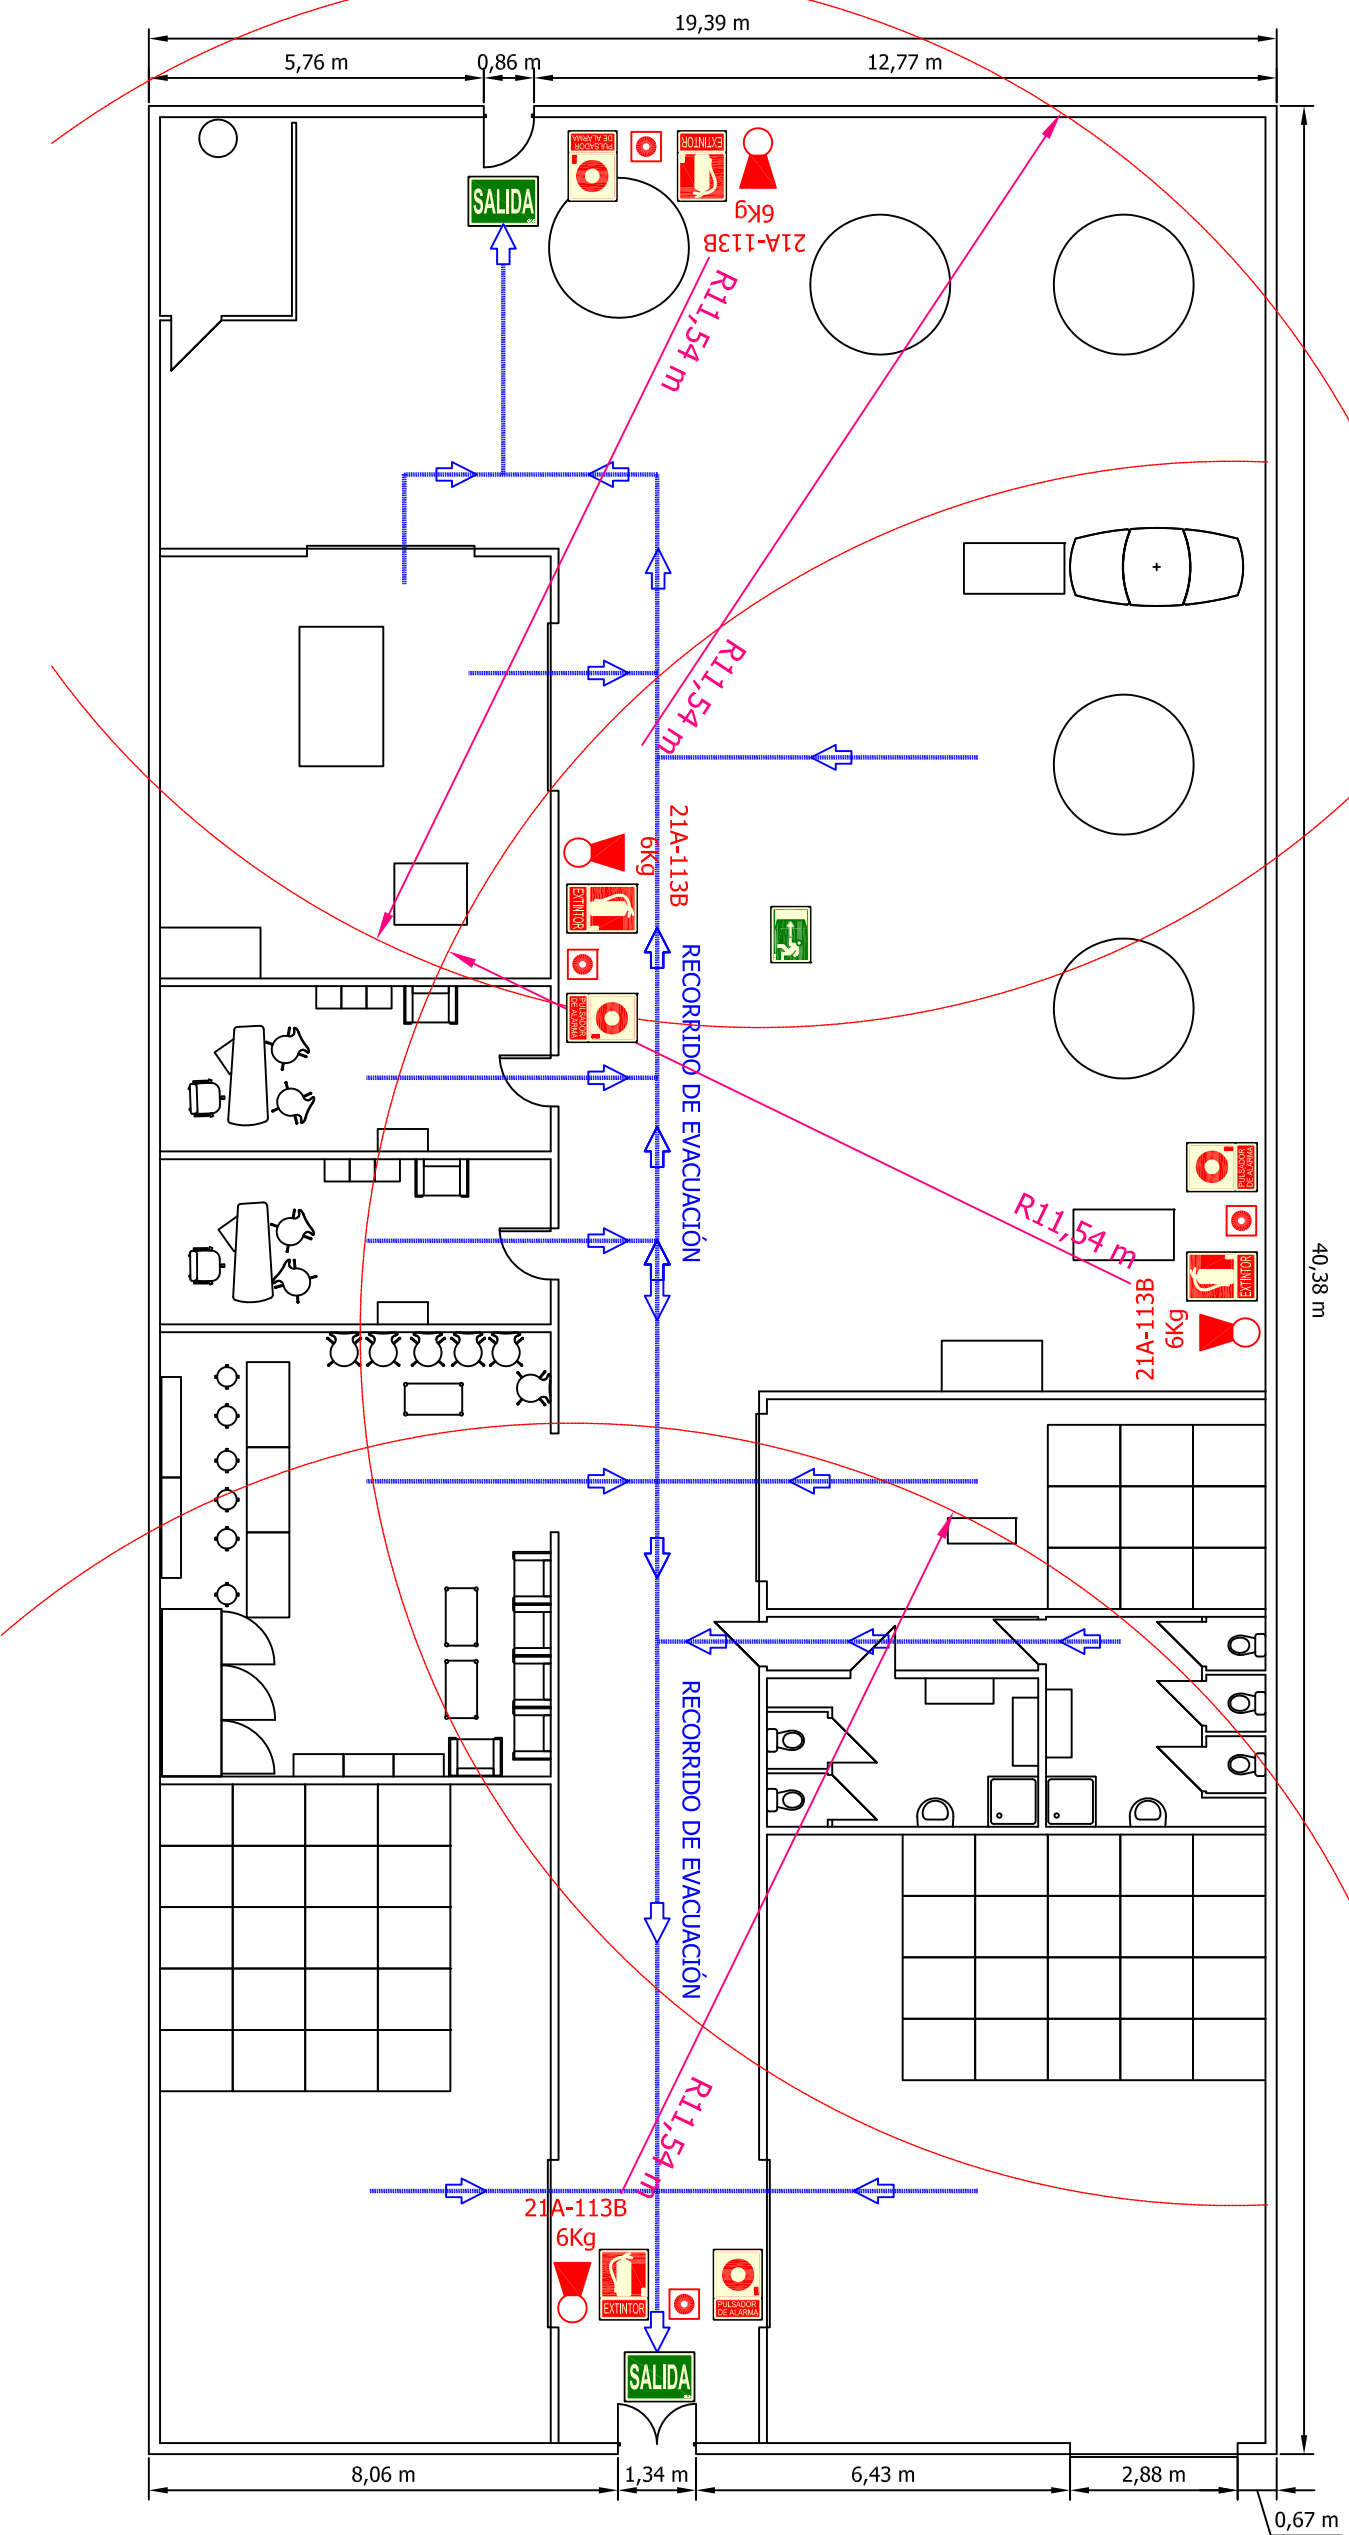 19,39 m
5,76 m
0,86 m
12,77 m
PULSADOR
DE ALARMA
EXTINTOR
SALIDA
6Kg
21A-113B
R11,54 m
R11,54 m
21A-113B
6Kg
EXTINTOR
PULSADOR
DE ALARMA
RECORRIDO DE EVACUACIÓN
PULSADOR
DE ALARMA
R11,54 m
EXTINTOR
21A-113B
6Kg
40,38 m
RECORRIDO DE EVACUACIÓN
R11,54 m
21A-113B
6Kg
EXTINTOR
PULSADOR
DE ALARMA
SALIDA
8,06 m
1,34 m
6,43 m
2,88 m
0,67 m